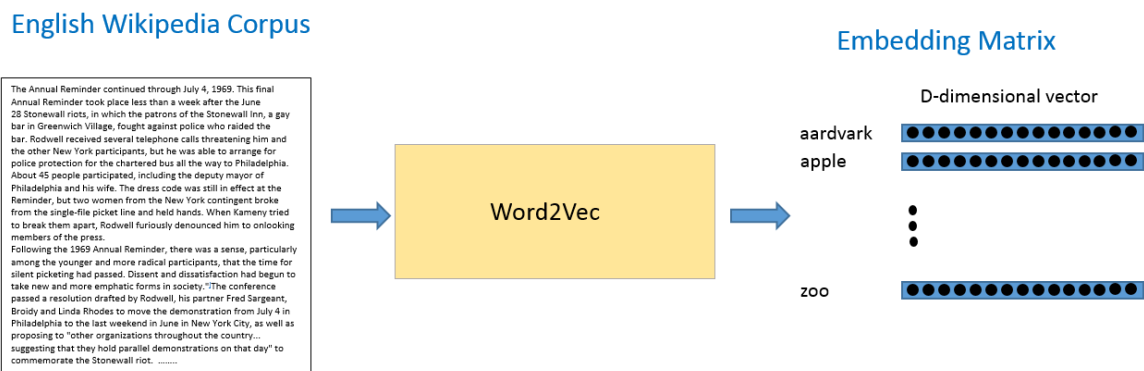 English Wikipedia Corpus
The Annual Reminder continued through July 4, 1969. This final
Annual Reminder took place less than a week after the June
28 Stonewall riots, in which the patrons of the Stonewall Inn, a gay
bar in Greenwich Village, fought against police who raided the
bar. Rodwell received several telephone calls threatening him and
the other New York participants, but he was able to arrange for
police protection for the chartered bus all the way to Philadelphia.
About 45 people participated, including the deputy mayor of
Philadelphia and his wife. The dress code was still in effect at the
Reminder, but two women from the New York contingent broke
from the single-file picket line and held hands. When Kameny tried
to break them apart, Rodwell furiously denounced him to onlooking
members of the press.
Following the 1969 Annual Reminder, there was a sense, particularly
among the younger and more radical participants, that the time for
silent picketing had passed. Dissent and dissatisfaction had begun to
take new and more emphatic forms in society." The conference
passed a resolution drafted by Rodwell, his partner Fred Sargeant,
Broidy and Linda Rhodes to move the demonstration from July 4 in
Philadelphia to the last weekend in June in New York City, as well as
proposing to "other organizations throughout the country...
suggesting that they hold parallel demonstrations on that day" to
commemorate the Stonewall riot. ........
Word2Vec
Embedding Matrix
D-dimensional vector
aardvark
apple
zoo